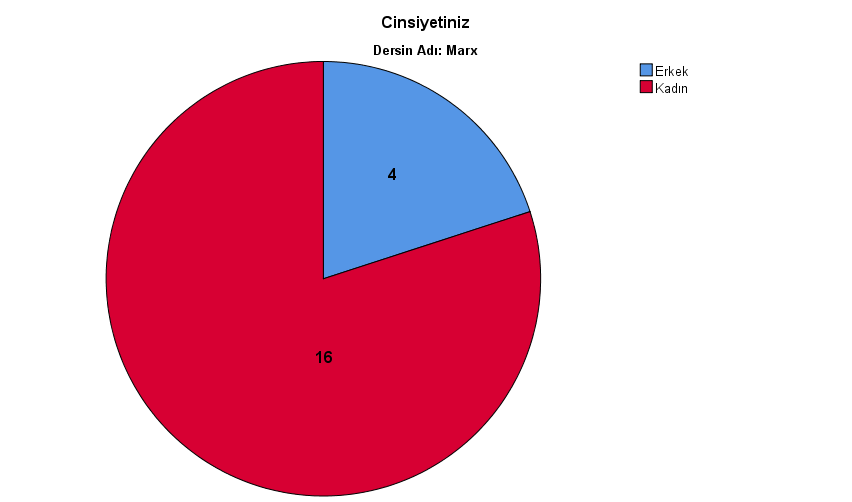 Cinsiyetiniz
Dersin Adı: Marx
Erkek
Kadın
4
16